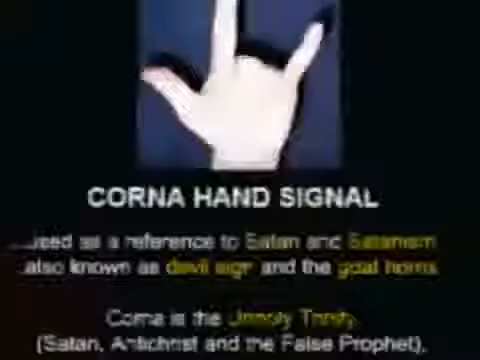 CORNA HAND SIGNAL
...used as a reference to Satan and Satanism
also known as devil sign and the goat horns
Corna is the Unholy Trinity
(Satan, Antichrist and the False Prophet).